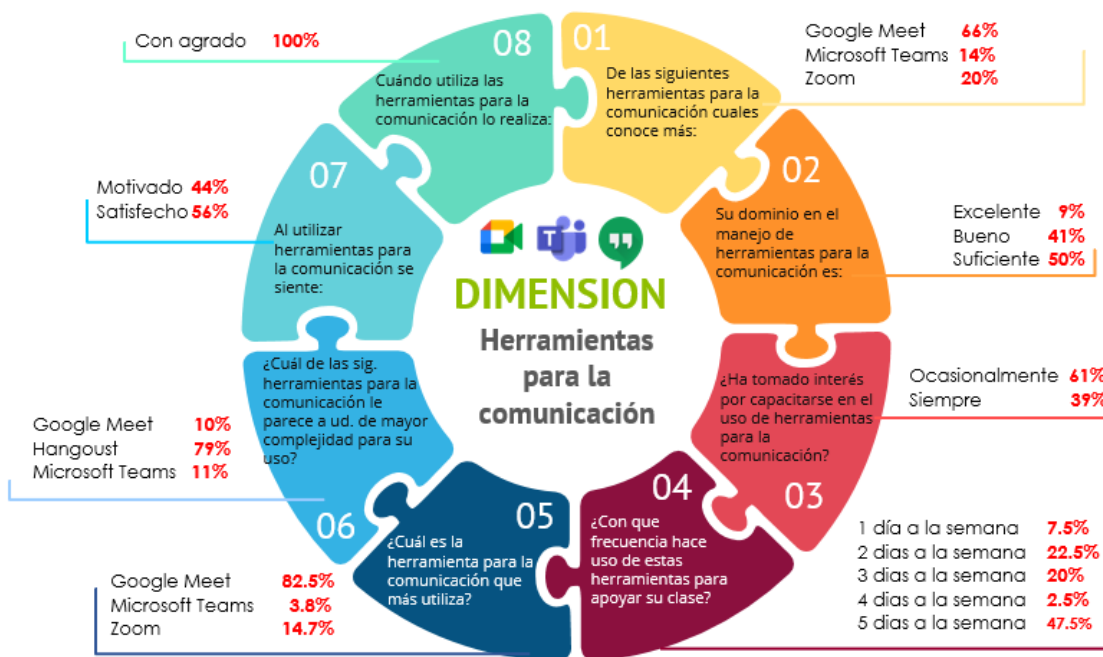 01
De las siguientes
herramientas para la
comunicación cuales
conoce más:
Google Meet 66%
Microsoft Teams 14%
Zoom 20%
02
Su dominio en el
manejo de
herramientas para la
comunicación es:
Excelente 9%
Bueno 41%
Suficiente 50%
¿Ha tomado interés
por capacitarse en el
uso de herramientas
para la
comunicación?
03
Ocasionalmente 61%
Siempre 39%
04
¿Con que
frecuencia hace
uso de estas
herramientas para
apoyar su clase?
1 día a la semana 7.5%
2 dias a la semana 22.5%
3 dias a la semana 20%
4 dias a la semana 2.5%
5 dias a la semana 47.5%
05
¿Cuál es la
herramienta para la
comunicación que
más utiliza?
Google Meet 82.5%
Microsoft Teams 3.8%
Zoom 14.7%
¿Cuál de las sig.
herramientas para la
comunicación le
parece a ud. de mayor
complejidad para su
uso?
06
Google Meet 10%
Hangoust 79%
Microsoft Teams 11%
07
Al utilizar
herramientas para
la comunicación se
siente:
Motivado 44%
Satisfecho 56%
08
Cuándo utiliza las
herramientas para la
comunicación lo realiza:
Con agrado 100%
T
DIMENSION
Herramientas
para la
comunicación